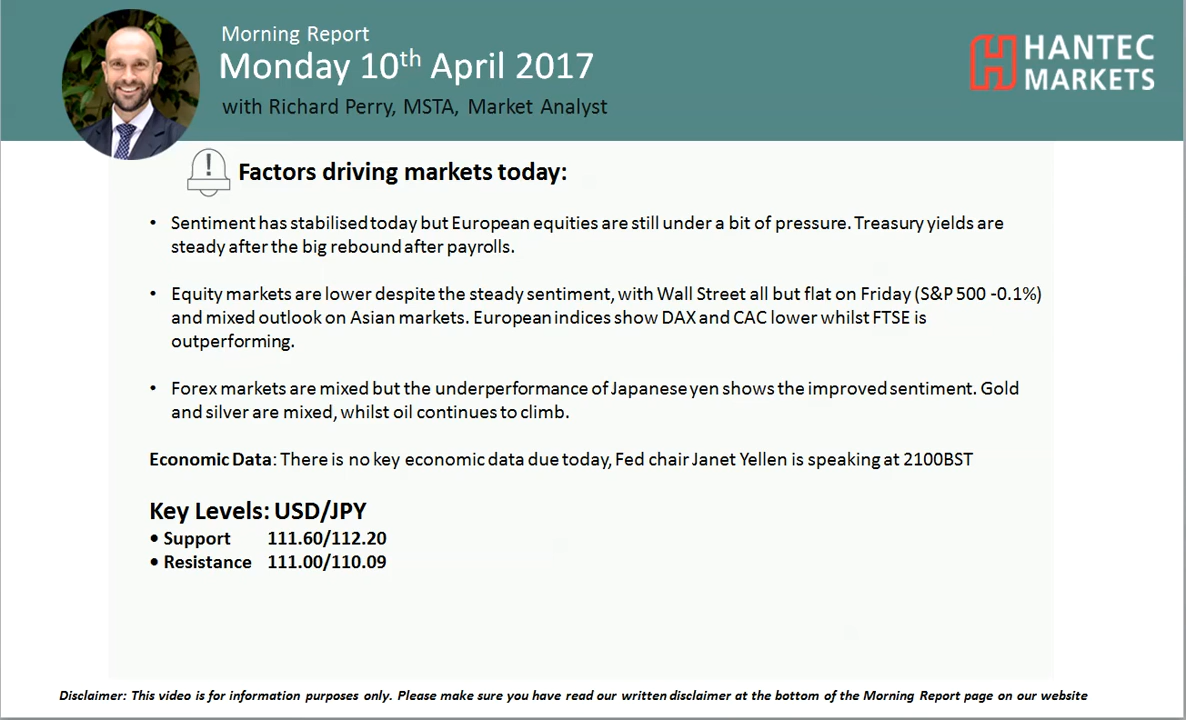 Morning Report
Monday 10th April 2017
with Richard Perry, MSTA, Market Analyst
HANTEC
MARKETS
Factors driving markets today:
• Sentiment has stabilised today but European equities are still under a bit of pressure. Treasury yields are
steady after the big rebound after payrolls.
• Equity markets are lower despite the steady sentiment, with Wall Street all but flat on Friday (S&P 500 -0.1%)
and mixed outlook on Asian markets. European indices show DAX and CAC lower whilst FTSE is
outperforming.
• Forex markets are mixed but the underperformance of Japanese yen shows the improved sentiment. Gold
and silver are mixed, whilst oil continues to climb.
Economic Data: There is no key economic data due today, Fed chair Janet Yellen is speaking at 2100BST
Key Levels: USD/JPY
• Support 111.60/112.20
• Resistance 111.00/110.09
Disclaimer: This video is for information purposes only. Please make sure you have read our written disclaimer at the bottom of the Morning Report page on our website